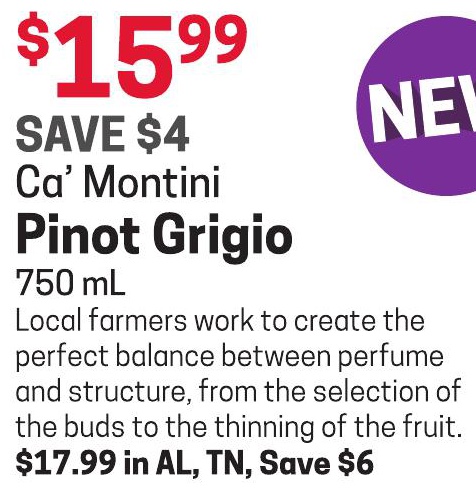 $15.99
SAVE $4
Ca' Montini
Pinot Grigio
750 mL
Local farmers work to create the
perfect balance between perfume
and structure, from the selection of
the buds to the thinning of the fruit.
$17.99 in AL, TN, Save $6